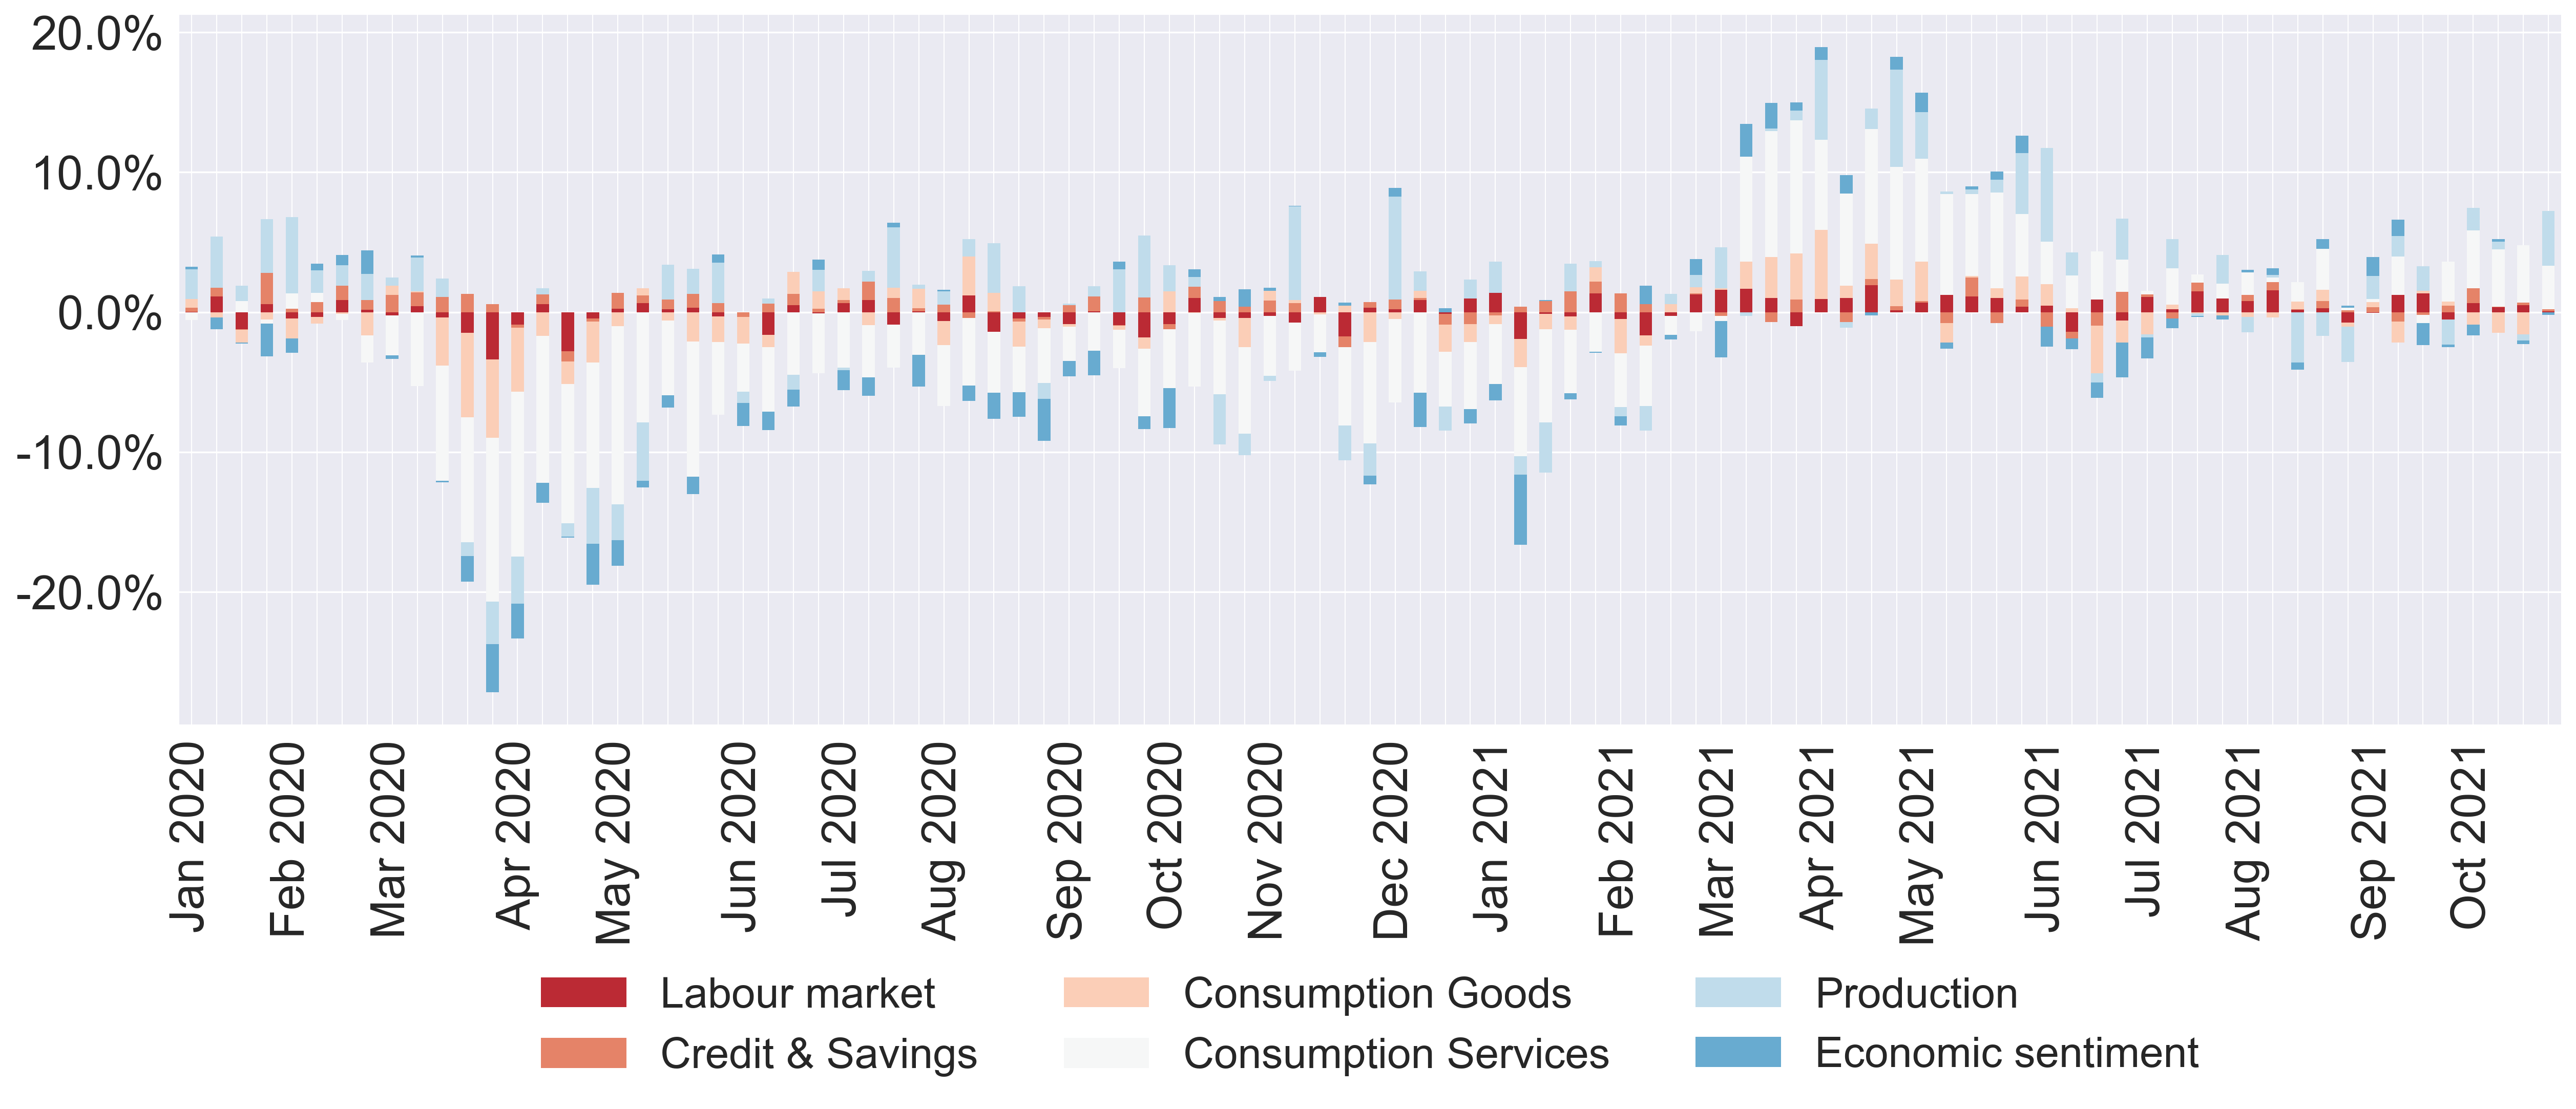 20.0%
10.0%
0.0%
-10.0%
-20.0%
Jan 2020
Feb 2020
Mar 2020
Apr 2020
May 2020
Jun 2020
Jul 2020
Aug 2020
Sep 2020
Oct 2020
Nov 2020
Dec 2020
Jan 2021
Feb 2021
Mar 2021
Apr 2021
May 2021
Jun 2021
Jul 2021
Aug 2021
Sep 2021
Oct 2021
Labour market
Consumption Goods
Production
Credit & Savings
Consumption Services
Economic sentiment